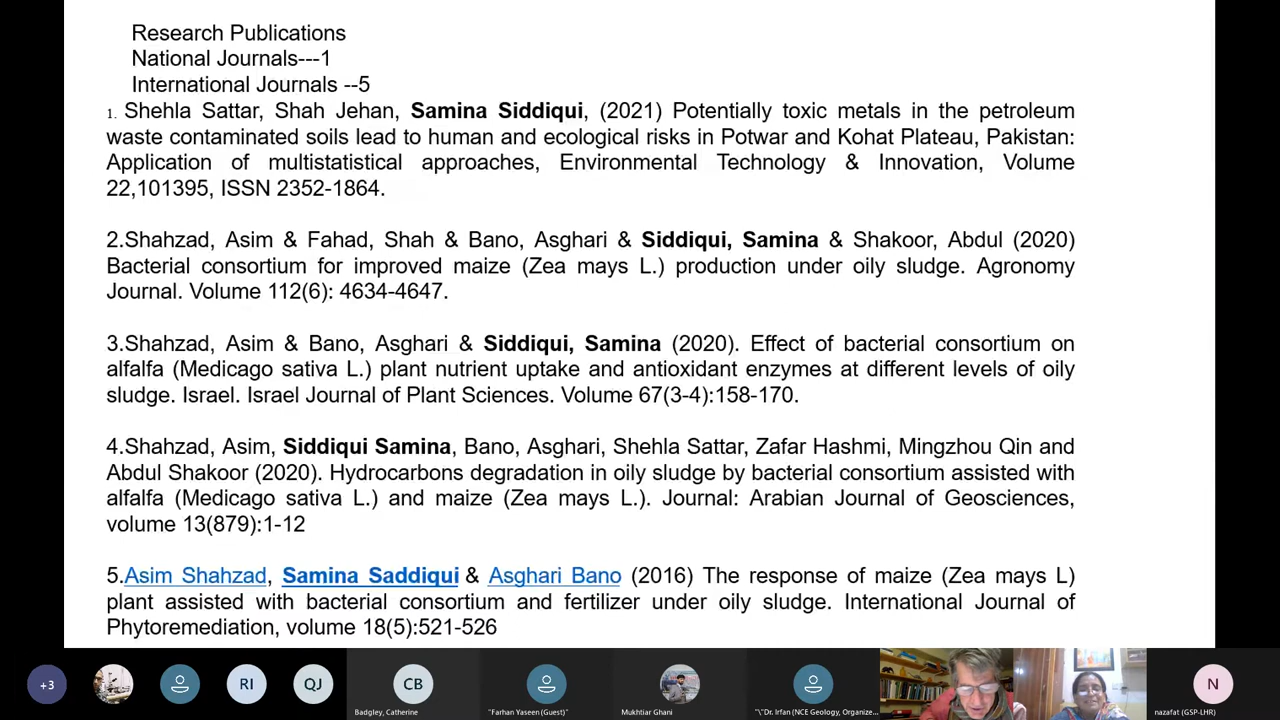 Research Publications
National Journals---1
International Journals --5
1. Shehla Sattar, Shah Jehan, Samina Siddiqui, (2021) Potentially toxic metals in the petroleum
waste contaminated soils lead to human and ecological risks in Potwar and Kohat Plateau, Pakistan:
Application of multistatistical approaches, Environmental Technology & Innovation, Volume
22,101395, ISSN 2352-1864.
2.Shahzad, Asim & Fahad, Shah & Bano, Asghari & Siddiqui, Samina & Shakoor, Abdul (2020)
Bacterial consortium for improved maize (Zea mays L.) production under oily sludge. Agronomy
Journal. Volume 112(6): 4634-4647.
3.Shahzad, Asim & Bano, Asghari & Siddiqui, Samina (2020). Effect of bacterial consortium on
alfalfa (Medicago sativa L.) plant nutrient uptake and antioxidant enzymes at different levels of oily
sludge. Israel. Israel Journal of Plant Sciences. Volume 67(3-4):158-170.
4.Shahzad, Asim, Siddiqui Samina, Bano, Asghari, Shehla Sattar, Zafar Hashmi, Mingzhou Qin and
Abdul Shakoor (2020). Hydrocarbons degradation in oily sludge by bacterial consortium assisted with
alfalfa (Medicago sativa L.) and maize (Zea mays L.). Journal: Arabian Journal of Geosciences,
volume 13(879):1-12
5.Asim Shahzad, Samina Saddiqui & Asghari Bano (2016) The response of maize (Zea mays L)
plant assisted with bacterial consortium and fertilizer under oily sludge. International Journal of
Phytoremediation, volume 18(5):521-526
+3 RI QJ CB N
Badgley, Catherine "Farhan Yaseen (Guest)" Mukhtiar Ghani "\"Dr. Irfan (NCE Geology, Organize... nazafat (GSP-LHR)